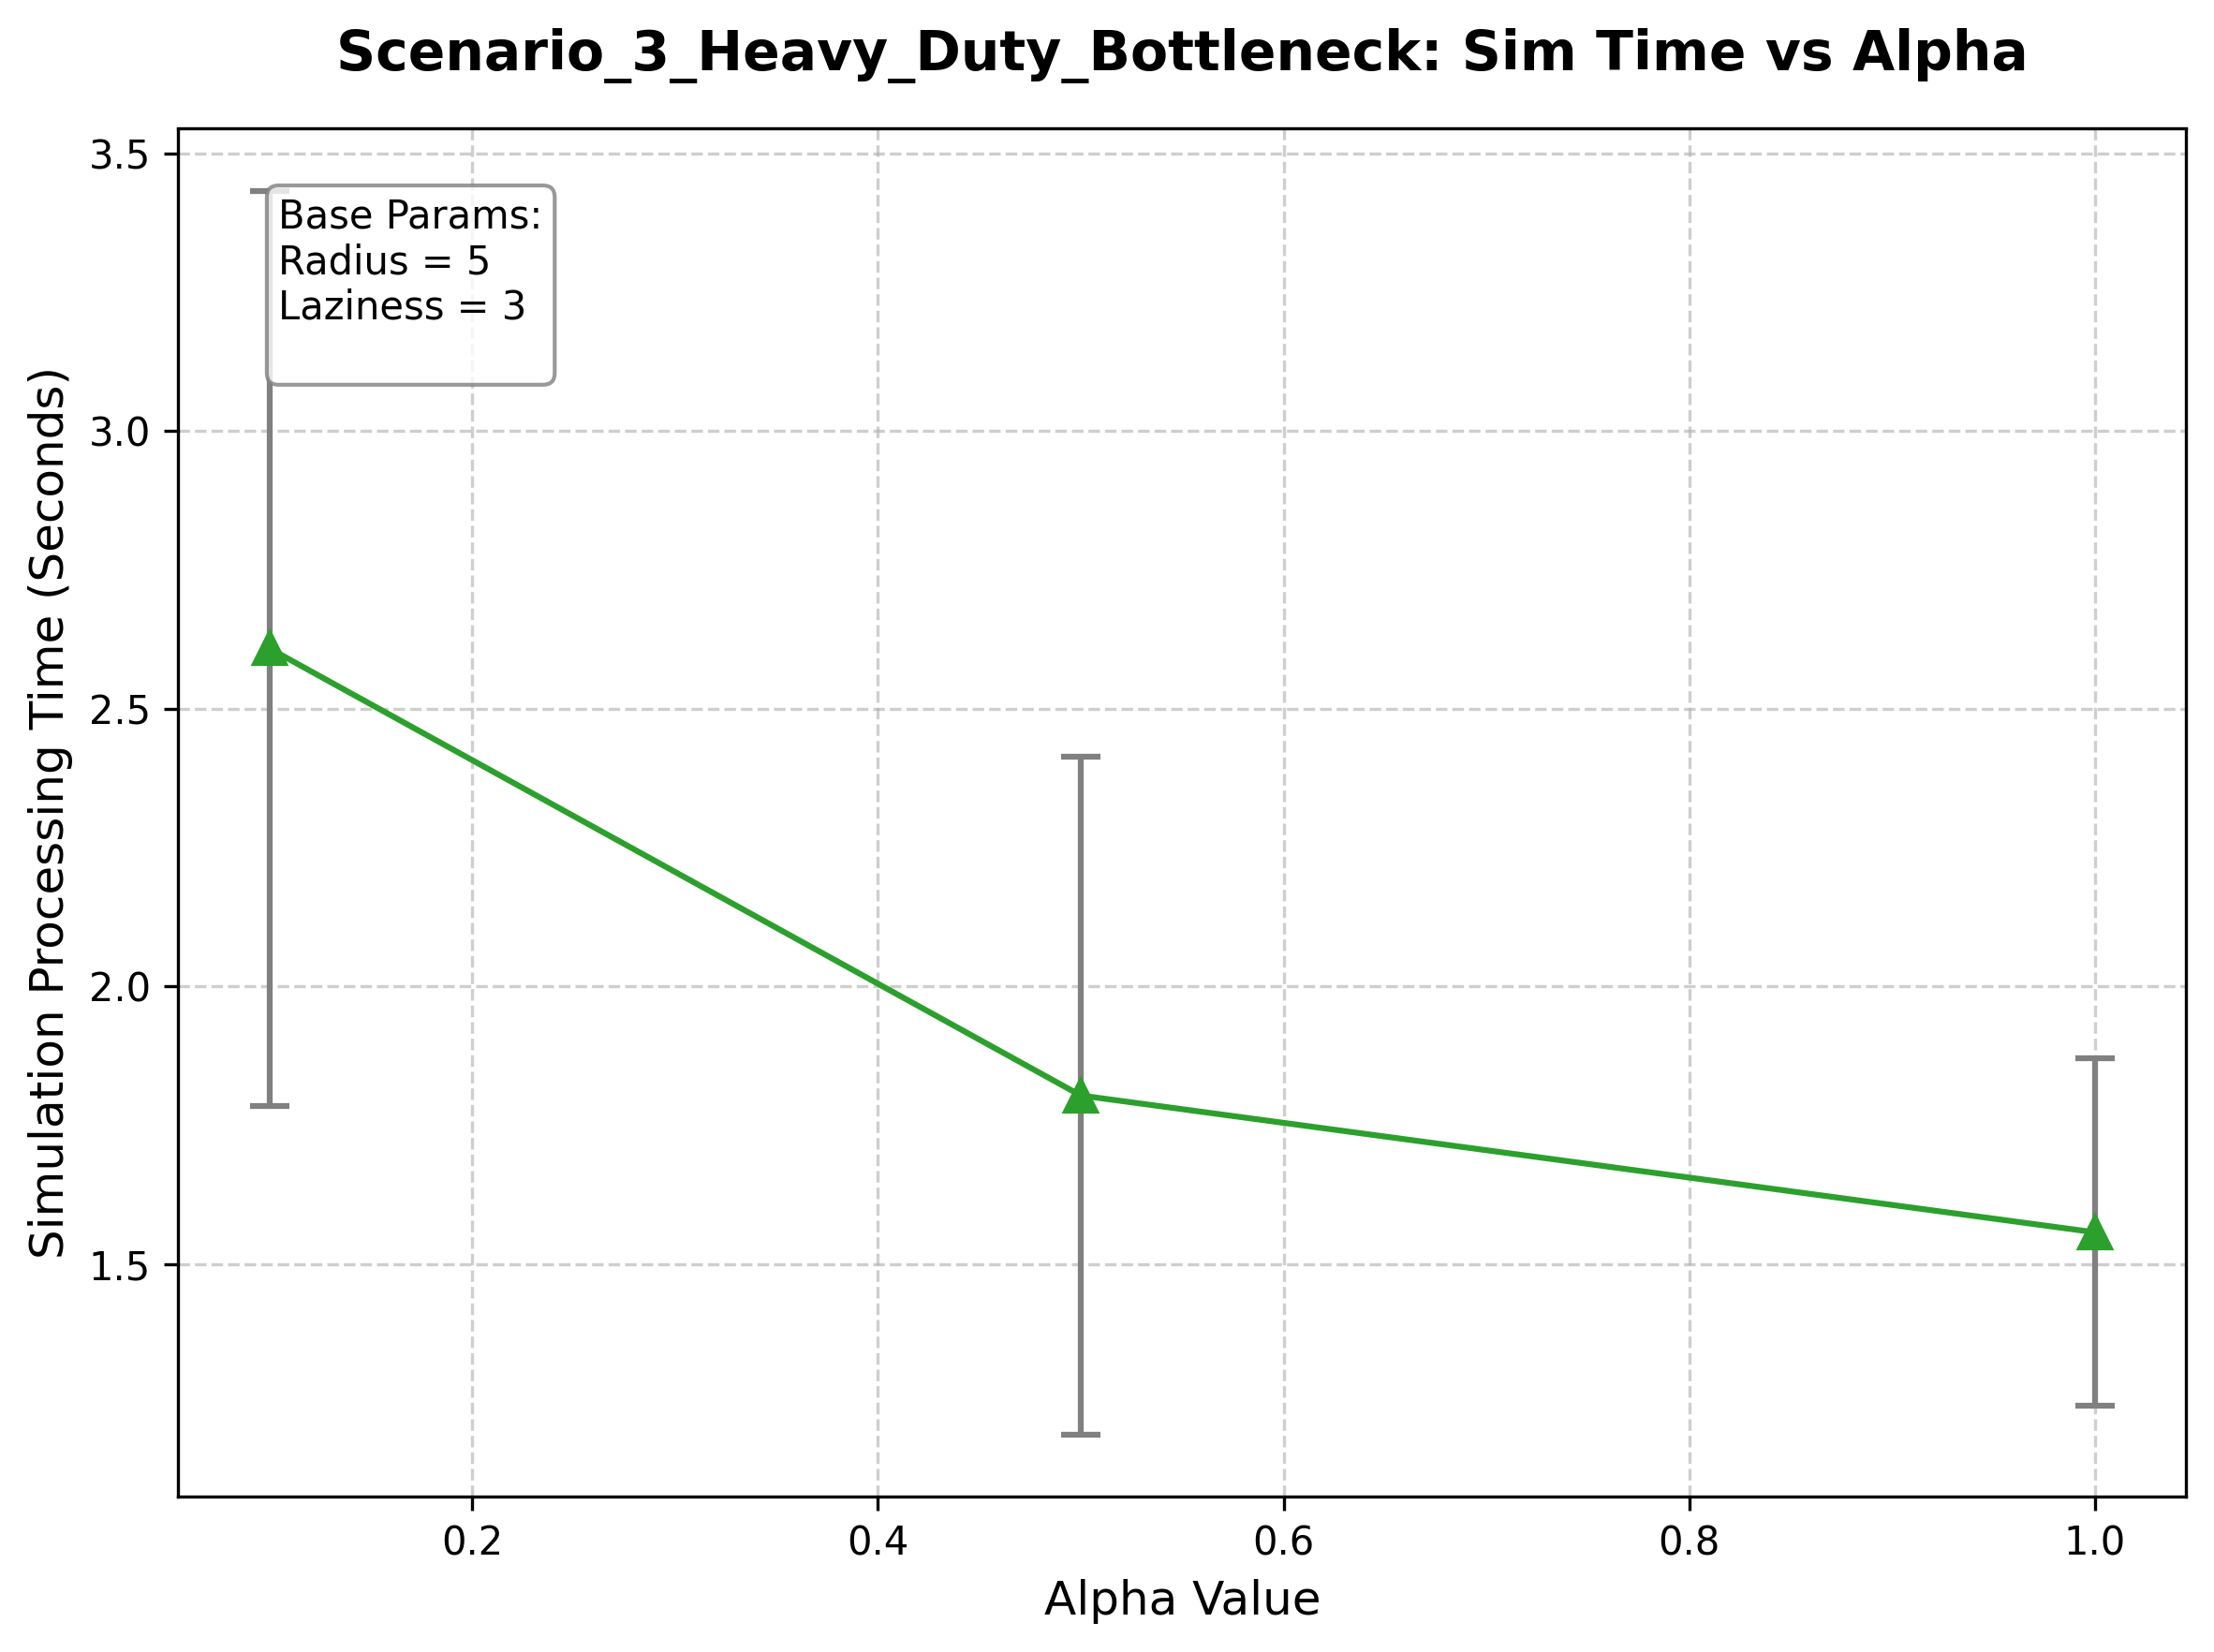 Scenario_3_Heavy_Duty_Bottleneck: Sim Time vs Alpha
3.5
3.0
2.5
2.0
1.5
Simulation Processing Time (Seconds)
Base Params:
Radius = 5
Laziness = 3
0.2
0.4
0.6
0.8
1.0
Alpha Value